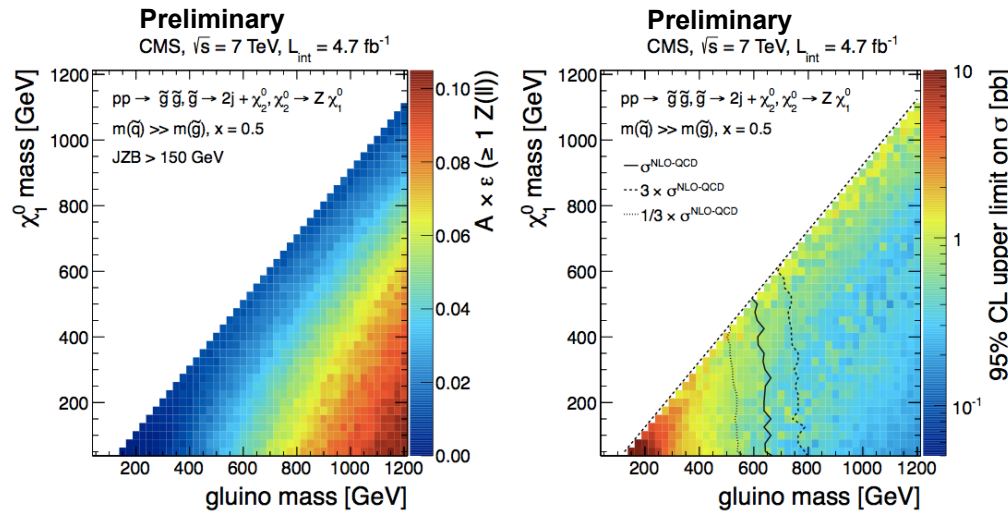 Preliminary
CMS, √s = 7 TeV, L_int = 4.7 fb⁻¹
pp → g̃ g̃, g̃ → 2j + χ₂⁰, χ₂⁰ → Z χ₁⁰
m(q̃) >> m(g̃), x = 0.5
JZB > 150 GeV
χ₁⁰ mass [GeV]
1200
1000
800
600
400
200
200 400 600 800 1000 1200
gluino mass [GeV]
0.10
0.08
0.06
0.04
0.02
0.00
A × ε (≥ 1 Z(ll))
Preliminary
CMS, √s = 7 TeV, L_int = 4.7 fb⁻¹
pp → g̃ g̃, g̃ → 2j + χ₂⁰, χ₂⁰ → Z χ₁⁰
m(q̃) >> m(g̃), x = 0.5
σ^NLO-QCD
3 × σ^NLO-QCD
1/3 × σ^NLO-QCD
χ₁⁰ mass [GeV]
1200
1000
800
600
400
200
200 400 600 800 1000 1200
gluino mass [GeV]
10
1
10⁻¹
95% CL upper limit on σ [pb]